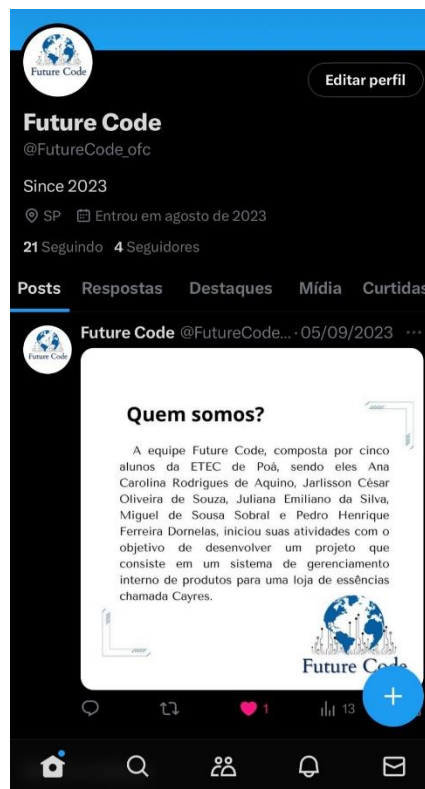 Future Code
Editar perfil
Future Code
@FutureCode_ofc
Since 2023
SP Entrou em agosto de 2023
21 Seguindo 4 Seguidores
Posts Respostas Destaques Mídia Curtidas
Future Code @FutureCode... · 05/09/2023 ...
Future Code
Quem somos?
A equipe Future Code, composta por cinco
alunos da ETEC de Poá, sendo eles Ana
Carolina Rodrigues de Aquino, Jarlisson César
Oliveira de Souza, Juliana Emiliano da Silva,
Miguel de Sousa Sobral e Pedro Henrique
Ferreira Dornelas, iniciou suas atividades com o
objetivo de desenvolver um projeto que
consiste em um sistema de gerenciamento
interno de produtos para uma loja de essências
chamada Cayres.
Future Code
1 13